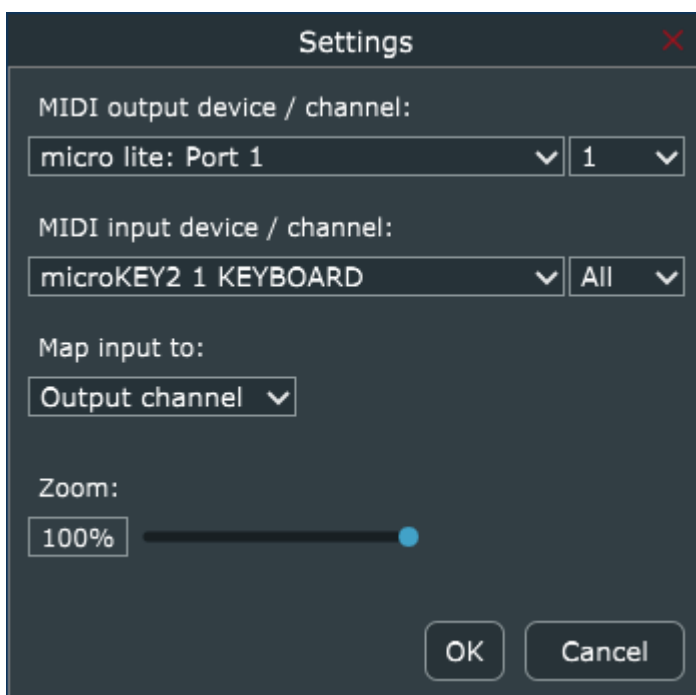 Settings
MIDI output device / channel:
micro lite: Port 1 1
MIDI input device / channel:
microKEY2 1 KEYBOARD All
Map input to:
Output channel
Zoom:
100%
OK Cancel